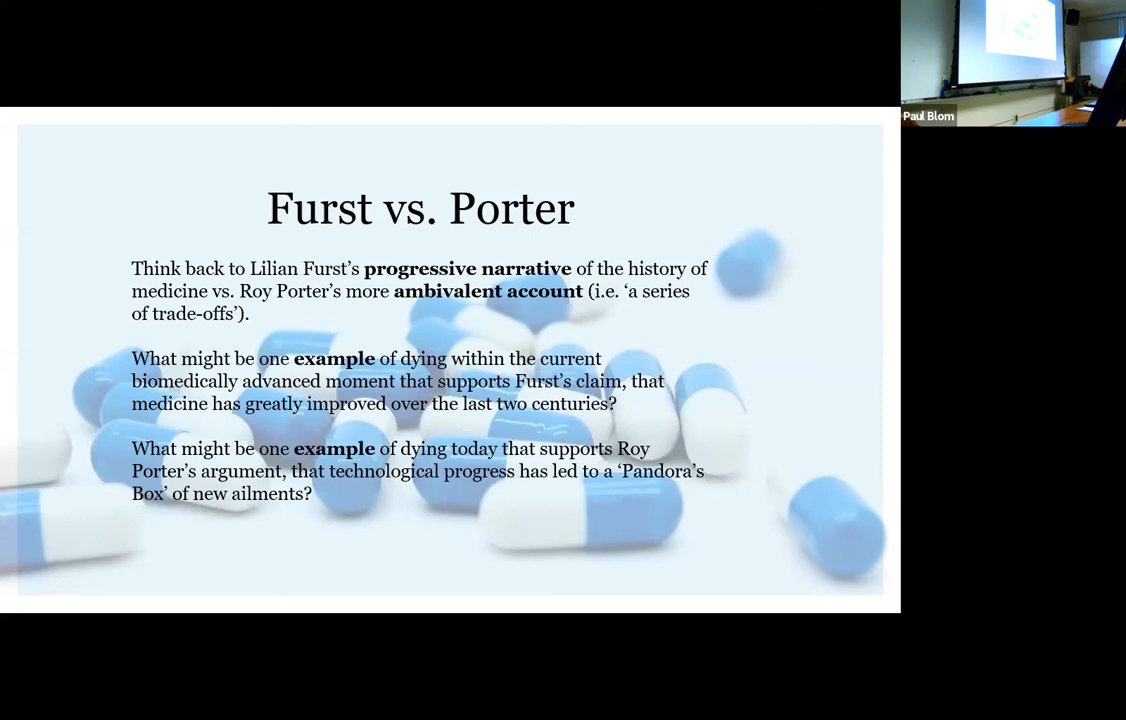 Paul Blom
Furst vs. Porter
Think back to Lilian Furst’s progressive narrative of the history of
medicine vs. Roy Porter’s more ambivalent account (i.e. ‘a series
of trade-offs’).
What might be one example of dying within the current
biomedically advanced moment that supports Furst’s claim, that
medicine has greatly improved over the last two centuries?
What might be one example of dying today that supports Roy
Porter’s argument, that technological progress has led to a ‘Pandora’s
Box’ of new ailments?